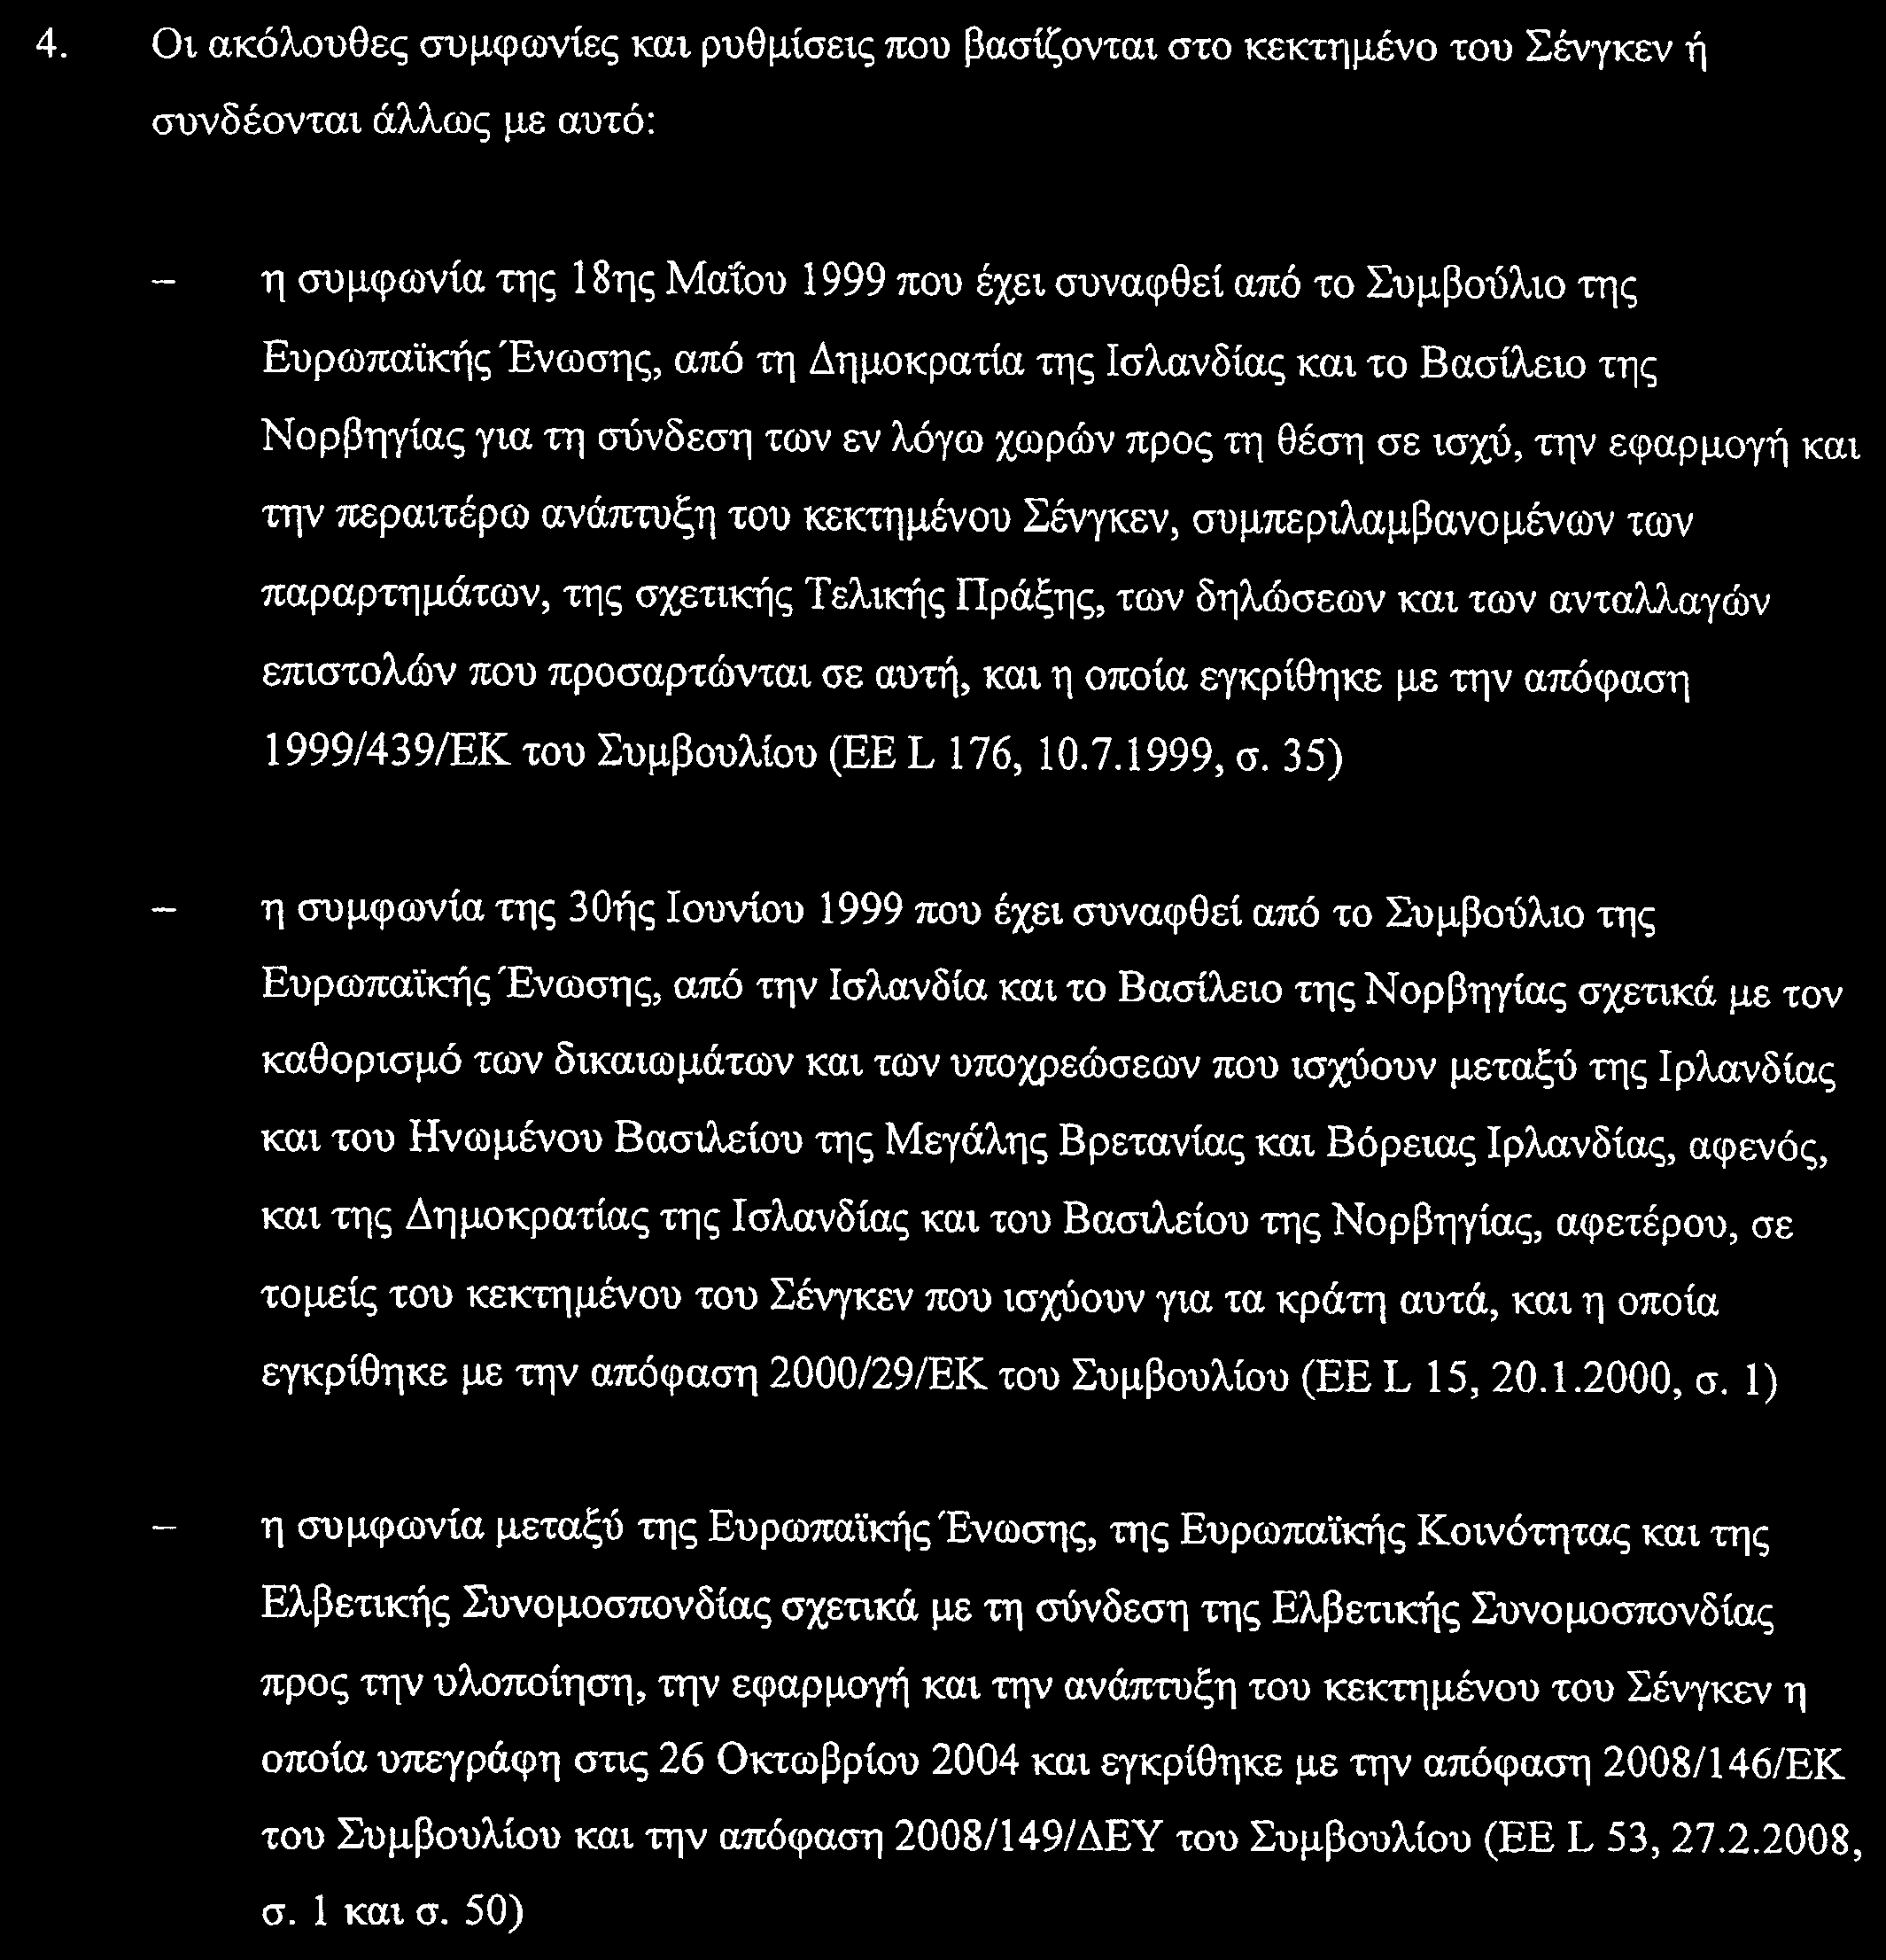 4. Οι ακόλουθες συμφωνίες και ρυθμίσεις που βασίζονται στο κεκτημένο του Σένγκεν ή
συνδέονται άλλως με αυτό:
– η συμφωνία της 18ης Μαΐου 1999 που έχει συναφθεί από το Συμβούλιο της
Ευρωπαϊκής Ένωσης, από τη Δημοκρατία της Ισλανδίας και το Βασίλειο της
Νορβηγίας για τη σύνδεση των εν λόγω χωρών προς τη θέση σε ισχύ, την εφαρμογή και
την περαιτέρω ανάπτυξη του κεκτημένου Σένγκεν, συμπεριλαμβανομένων των
παραρτημάτων, της σχετικής Τελικής Πράξης, των δηλώσεων και των ανταλλαγών
επιστολών που προσαρτώνται σε αυτή, και η οποία εγκρίθηκε με την απόφαση
1999/439/ΕΚ του Συμβουλίου (ΕΕ L 176, 10.7.1999, σ. 35)
– η συμφωνία της 30ής Ιουνίου 1999 που έχει συναφθεί από το Συμβούλιο της
Ευρωπαϊκής Ένωσης, από την Ισλανδία και το Βασίλειο της Νορβηγίας σχετικά με τον
καθορισμό των δικαιωμάτων και των υποχρεώσεων που ισχύουν μεταξύ της Ιρλανδίας
και του Ηνωμένου Βασιλείου της Μεγάλης Βρετανίας και Βόρειας Ιρλανδίας, αφενός,
και της Δημοκρατίας της Ισλανδίας και του Βασιλείου της Νορβηγίας, αφετέρου, σε
τομείς του κεκτημένου του Σένγκεν που ισχύουν για τα κράτη αυτά, και η οποία
εγκρίθηκε με την απόφαση 2000/29/ΕΚ του Συμβουλίου (ΕΕ L 15, 20.1.2000, σ. 1)
– η συμφωνία μεταξύ της Ευρωπαϊκής Ένωσης, της Ευρωπαϊκής Κοινότητας και της
Ελβετικής Συνομοσπονδίας σχετικά με τη σύνδεση της Ελβετικής Συνομοσπονδίας
προς την υλοποίηση, την εφαρμογή και την ανάπτυξη του κεκτημένου του Σένγκεν η
οποία υπεγράφη στις 26 Οκτωβρίου 2004 και εγκρίθηκε με την απόφαση 2008/146/ΕΚ
του Συμβουλίου και την απόφαση 2008/149/ΔΕΥ του Συμβουλίου (ΕΕ L 53, 27.2.2008,
σ. 1 και σ. 50)